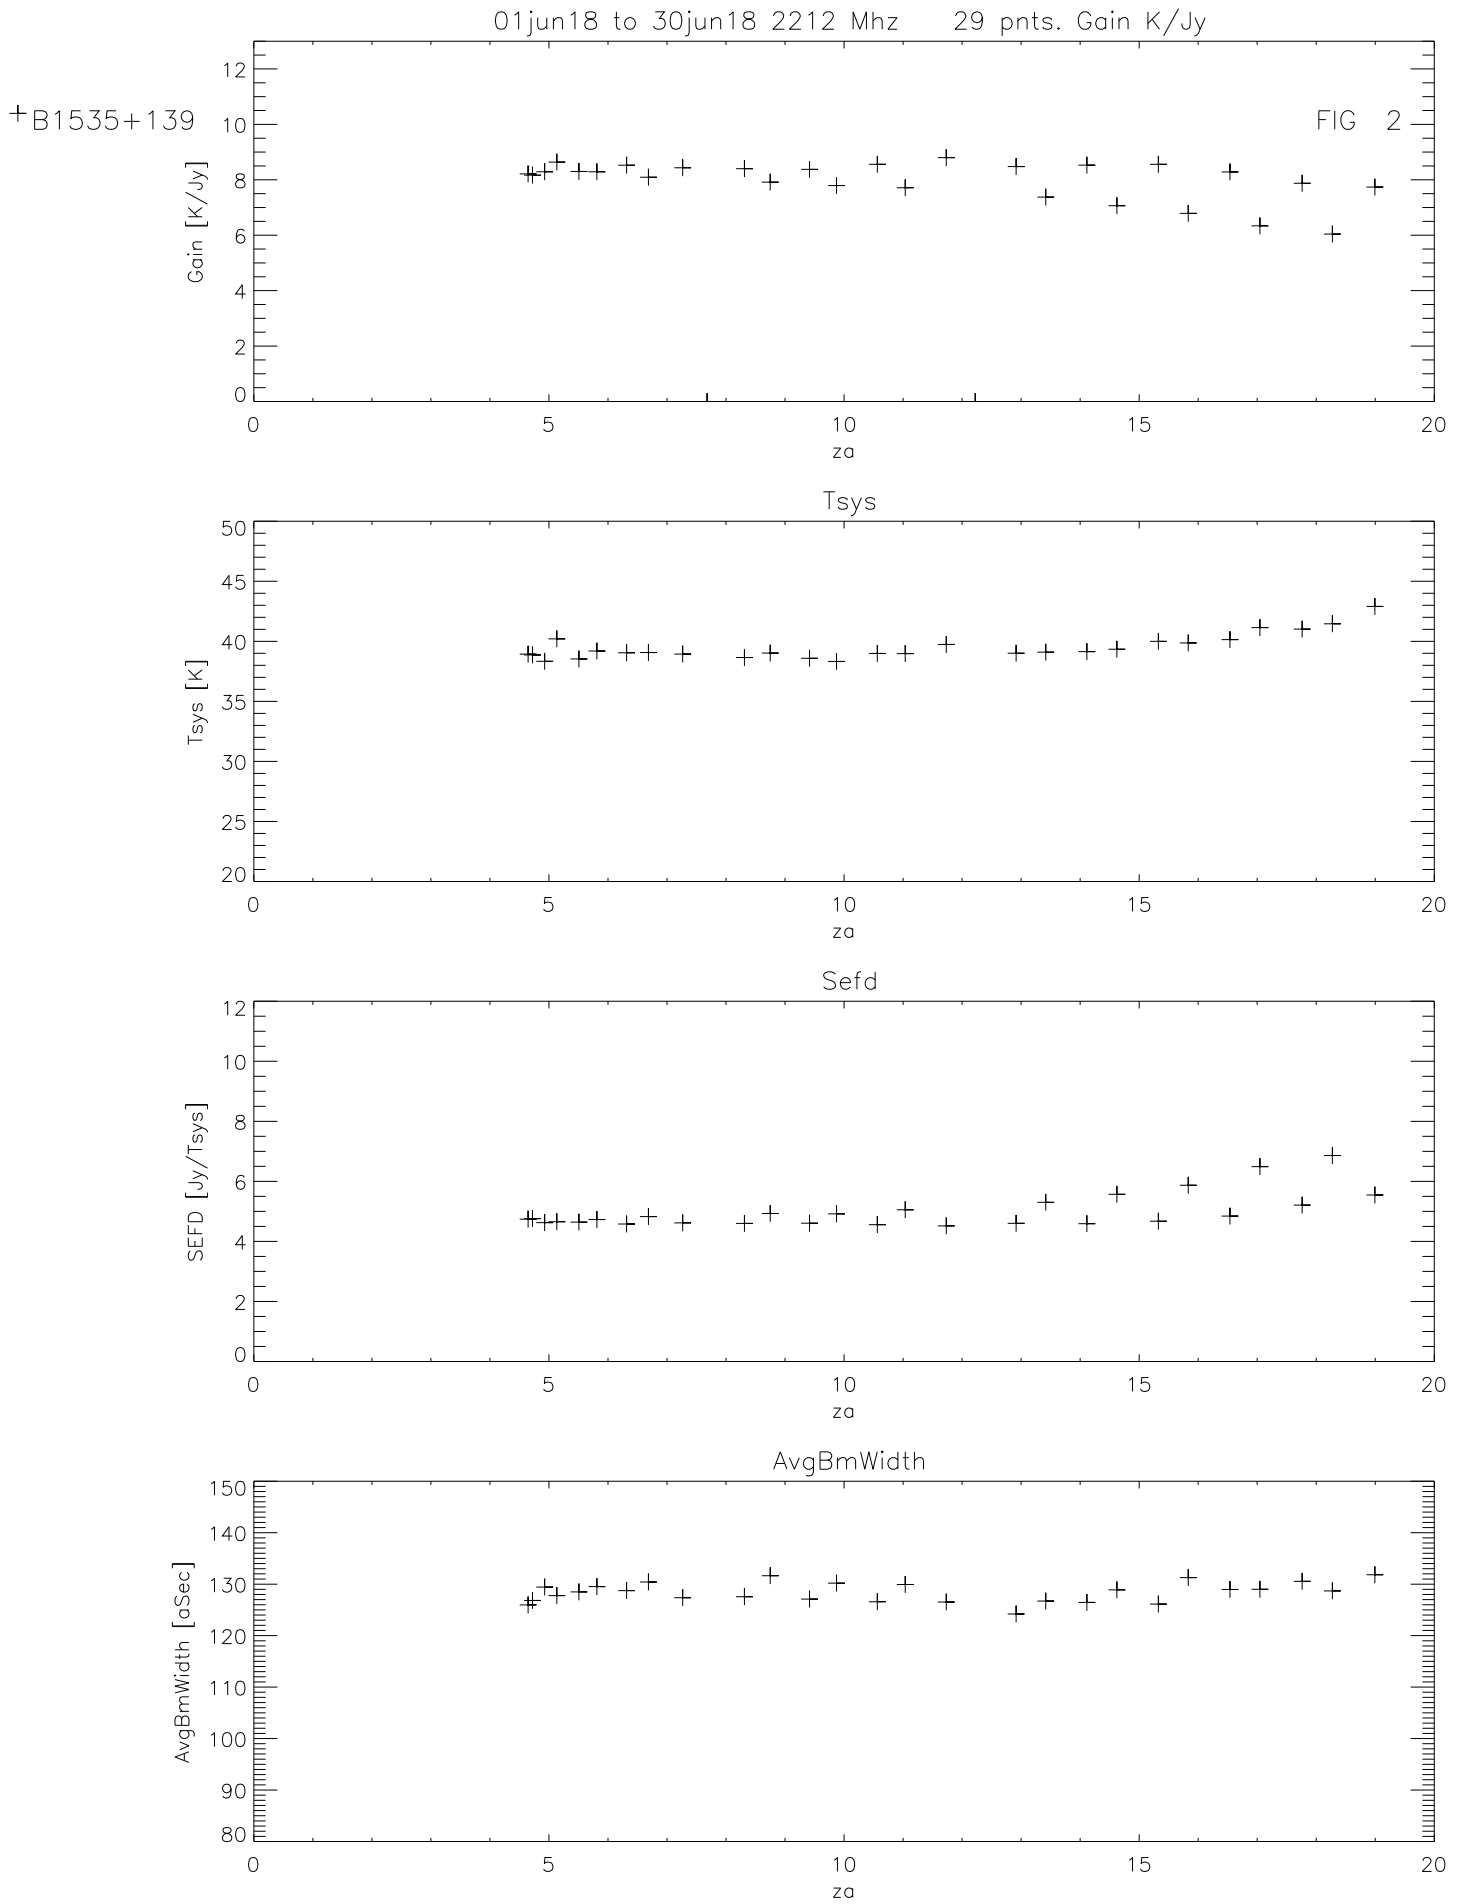 01jun18 to 30jun18 2212 Mhz 29 pnts. Gain K/Jy
+ B1535+139
FIG 2
Gain [K/Jy]
12
10
8
6
4
2
0
0 5 10 15 20
za
Tsys
Tsys [K]
50
45
40
35
30
25
20
0 5 10 15 20
za
Sefd
SEFD [Jy/Tsys]
12
10
8
6
4
2
0
0 5 10 15 20
za
AvgBmWidth
AvgBmWidth [aSec]
150
140
130
120
110
100
90
80
0 5 10 15 20
za